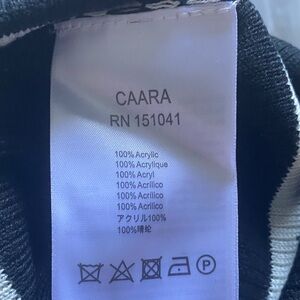 CAARA
RN 151041
100% Acrylic
100% Acrylique
100% Acryl
100% Acrílico
100% Acrilico
100% Acrílico
アクリル100%
100%腈纶
P